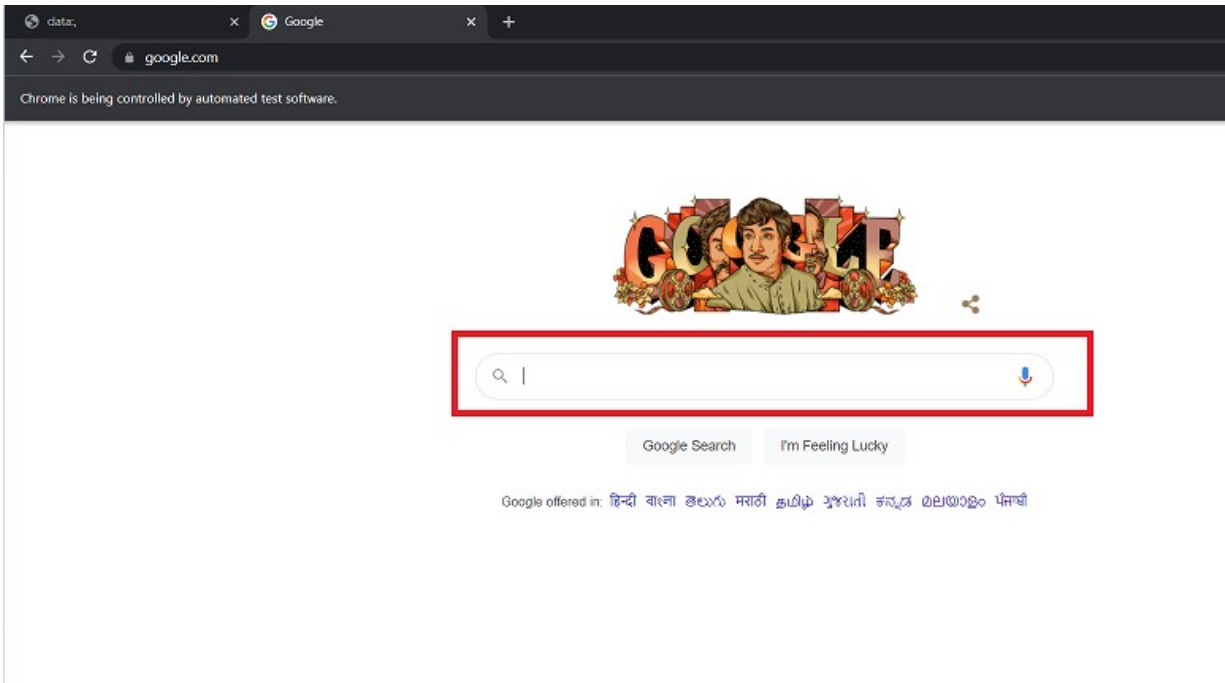 data:,
Google
google.com
Chrome is being controlled by automated test software.
GOOGLE
Google Search
I'm Feeling Lucky
Google offered in: हिन्दी বাংলা తెలుగు मराठी தமிழ் ગુજરાતી ಕನ್ನಡ മലയാളം ਪੰਜਾਬੀ